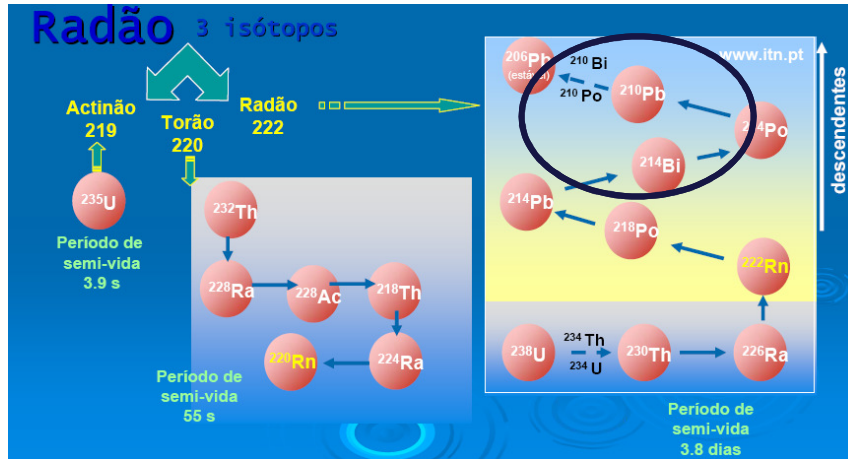 Radão 3 isótopos
Actinão
219
Torão
220
Radão
222
235U
Período de
semi-vida
3.9 s
232Th
228Ra
228Ac
218Th
224Ra
220Rn
Período de
semi-vida
55 s
www.itn.pt
206Pb
(estável)
210Bi
210Po
210Pb
214Po
214Bi
214Pb
218Po
222Rn
238U
234Th
234U
230Th
226Ra
descendentes
Período de
semi-vida
3.8 dias